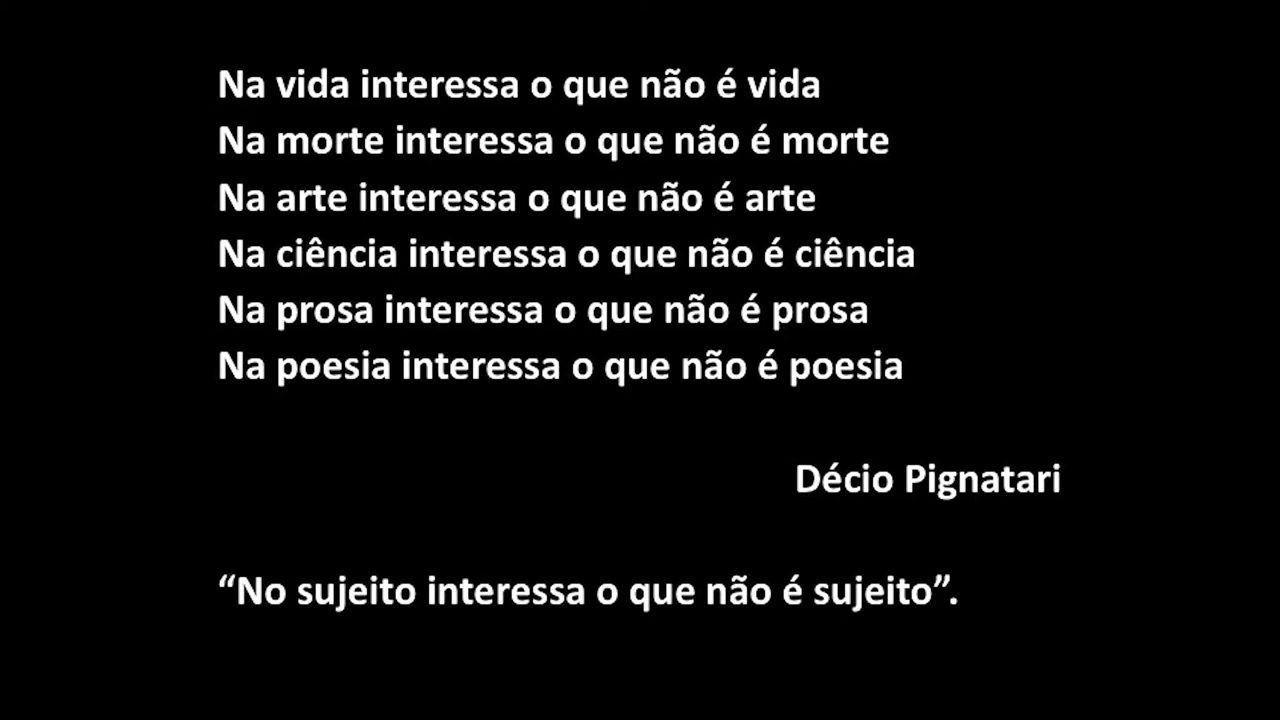 Na vida interessa o que não é vida
Na morte interessa o que não é morte
Na arte interessa o que não é arte
Na ciência interessa o que não é ciência
Na prosa interessa o que não é prosa
Na poesia interessa o que não é poesia
Décio Pignatari
“No sujeito interessa o que não é sujeito”.